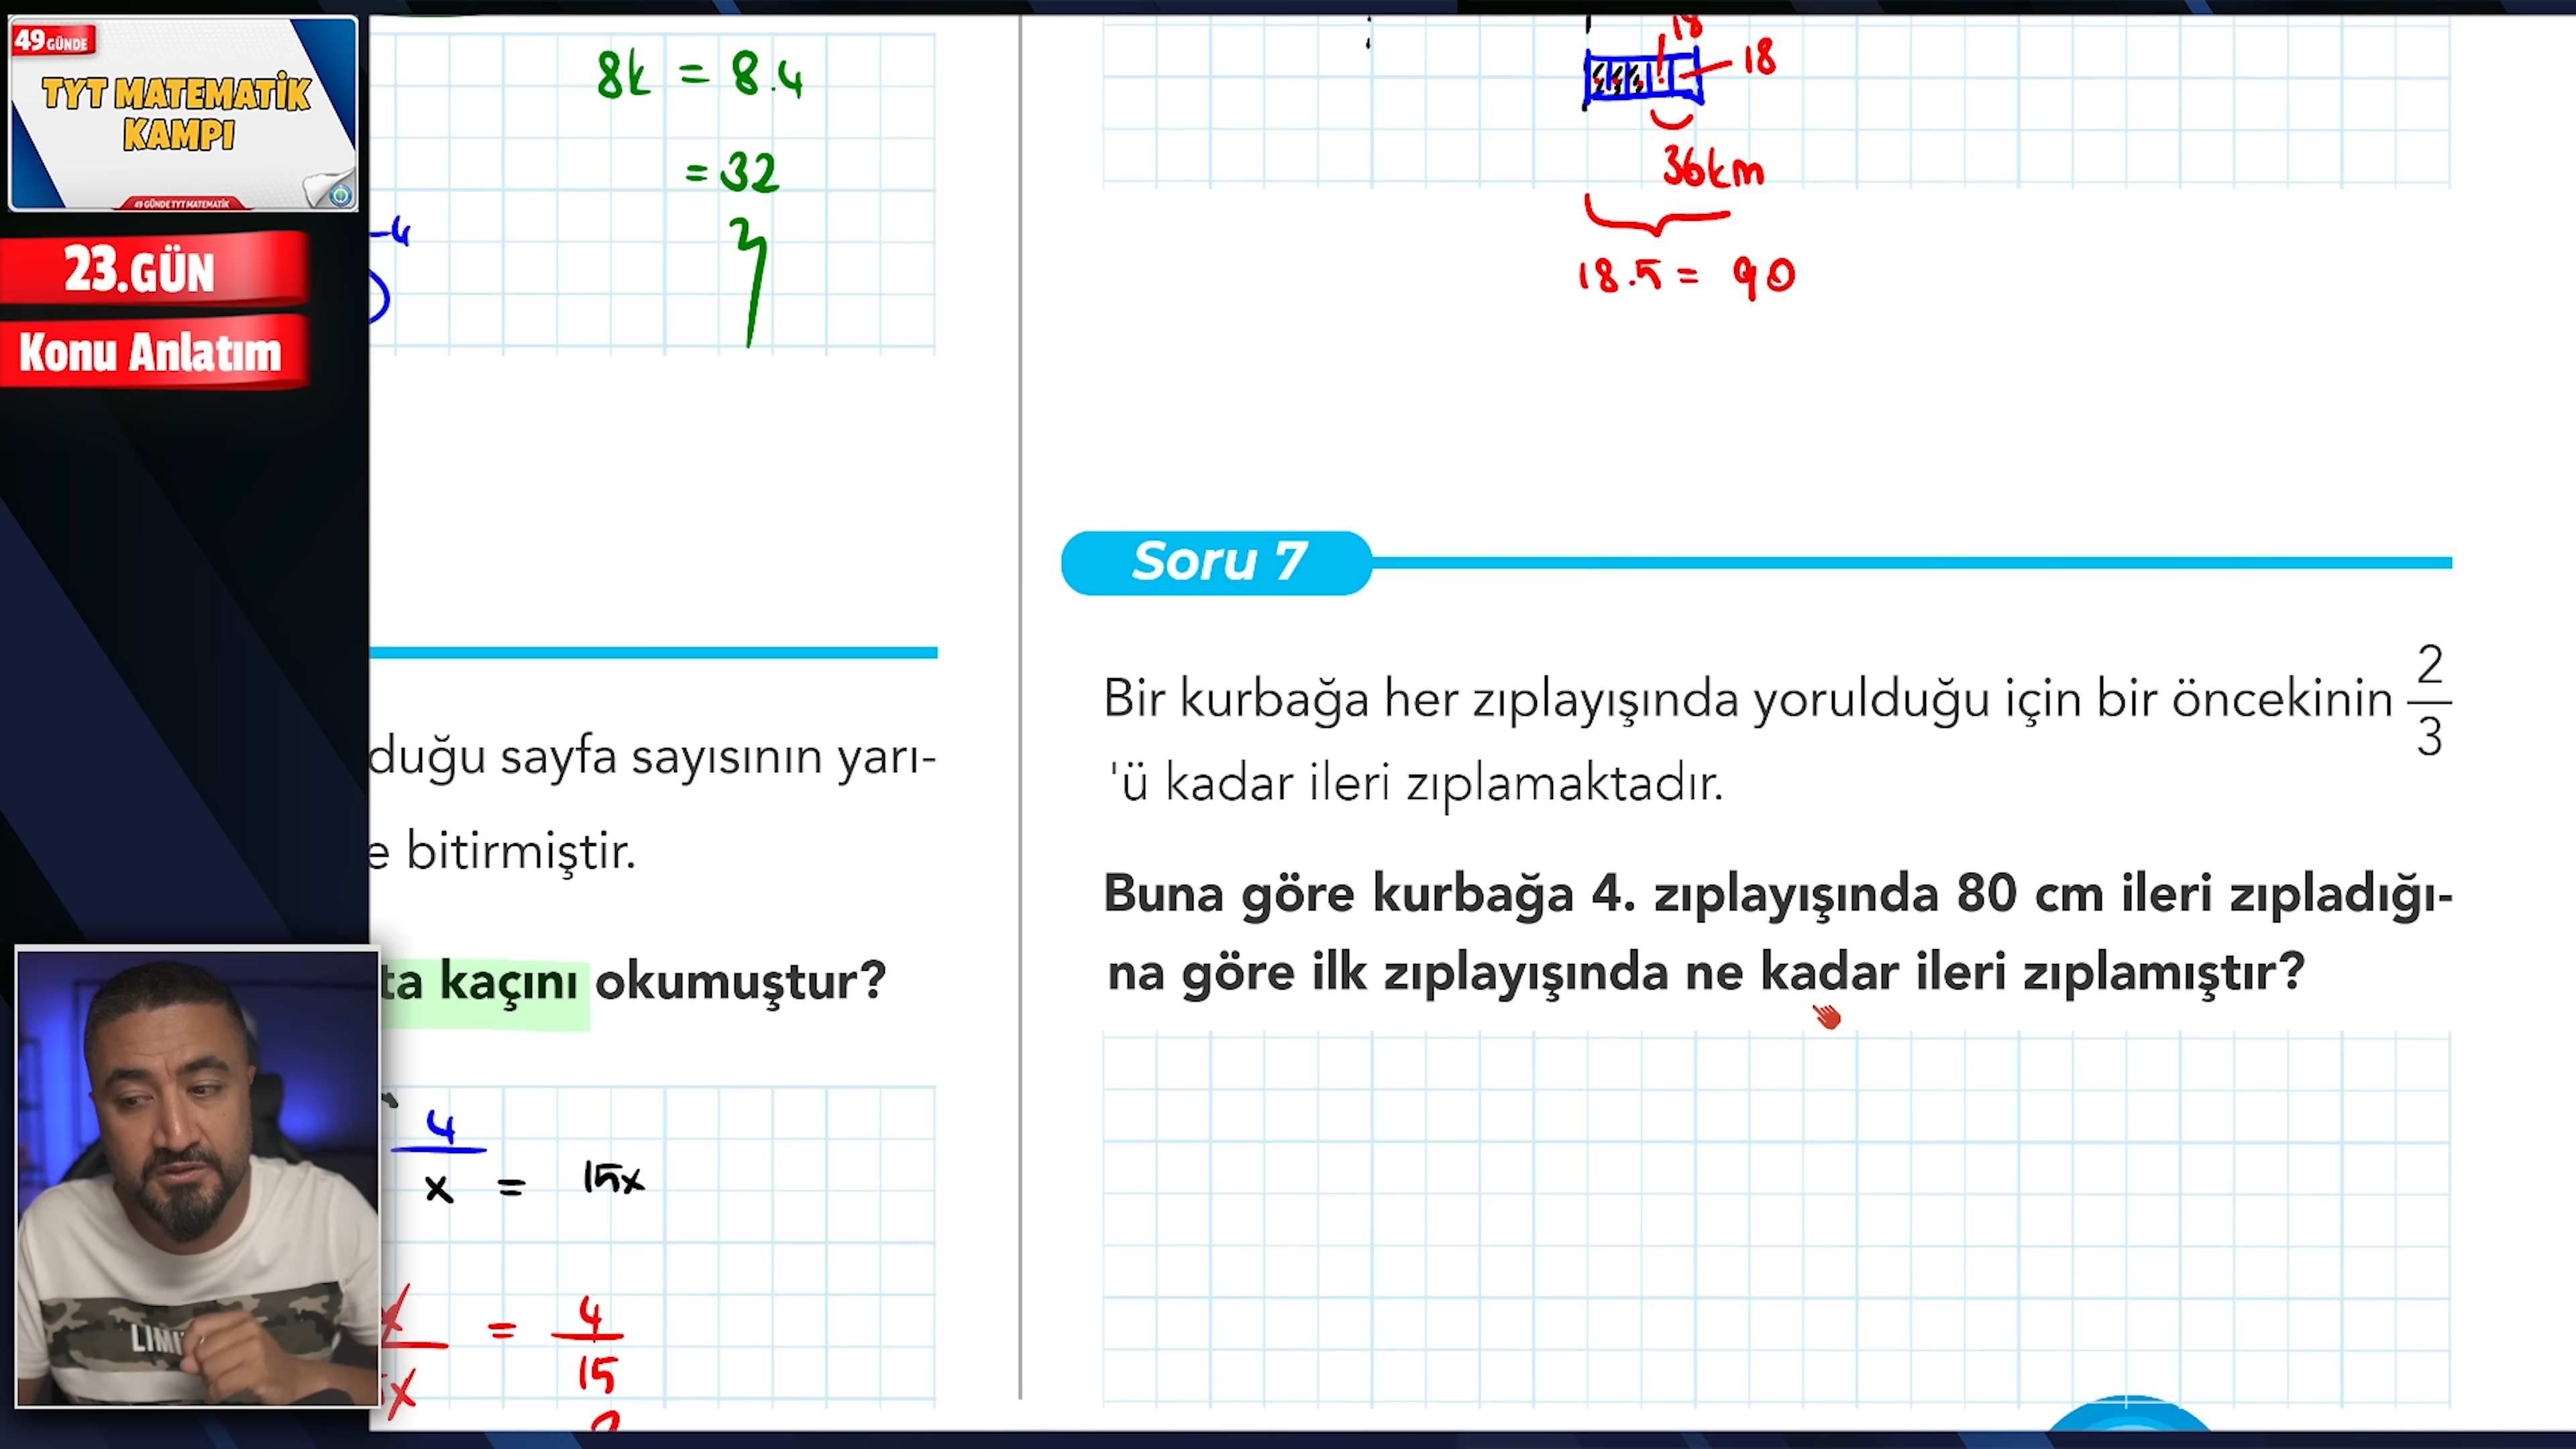 49 GÜNDE
TYT MATEMATİK
KAMPI
49 GÜNDE TYT MATEMATİK
23.GÜN
Konu Anlatım
8k = 8.4
= 32
-4
duğu sayfa sayısının yarı-
e bitirmiştir.
ta kaçını okumuştur?
4
x = 15x
x = 4
5x 15
18
18
36km
18.5 = 90
Soru 7
Bir kurbağa her zıplayışında yorulduğu için bir öncekinin 2/3
'ü kadar ileri zıplamaktadır.
Buna göre kurbağa 4. zıplayışında 80 cm ileri zıpladığı-
na göre ilk zıplayışında ne kadar ileri zıplamıştır?